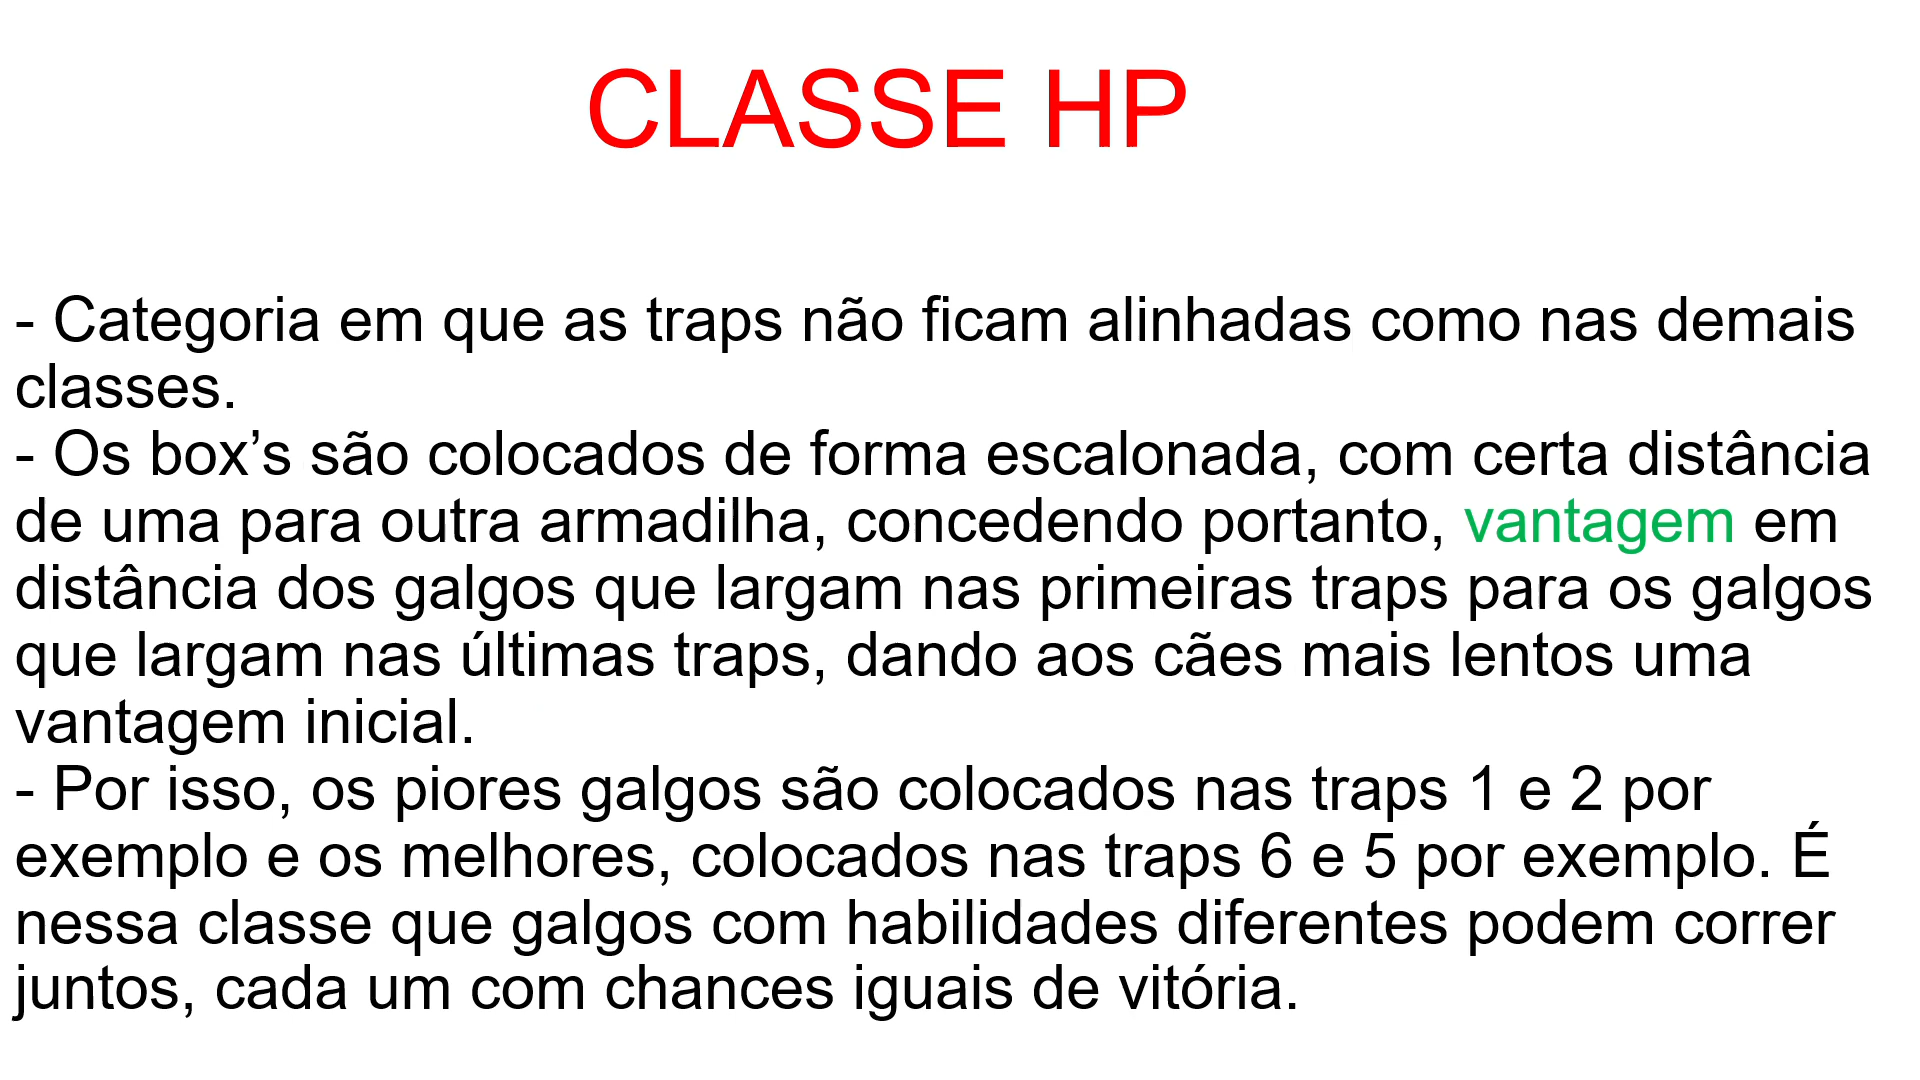 CLASSE HP
- Categoria em que as traps não ficam alinhadas como nas demais
classes.
- Os box’s são colocados de forma escalonada, com certa distância
de uma para outra armadilha, concedendo portanto, vantagem em
distância dos galgos que largam nas primeiras traps para os galgos
que largam nas últimas traps, dando aos cães mais lentos uma
vantagem inicial.
- Por isso, os piores galgos são colocados nas traps 1 e 2 por
exemplo e os melhores, colocados nas traps 6 e 5 por exemplo. É
nessa classe que galgos com habilidades diferentes podem correr
juntos, cada um com chances iguais de vitória.